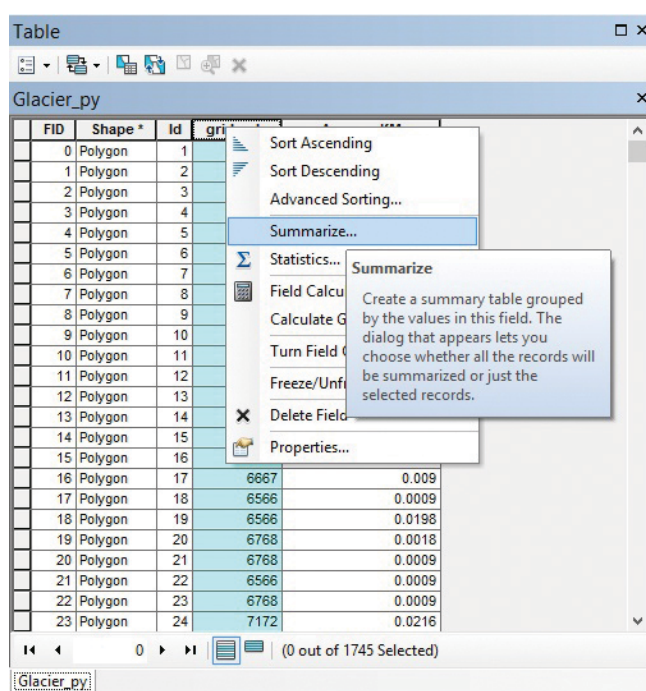 Table
Glacier_py
FID Shape * Id
0 Polygon 1
Sort Ascending
1 Polygon 2
Sort Descending
2 Polygon 3
Advanced Sorting...
3 Polygon 4
4 Polygon 5
Summarize...
5 Polygon 6
Statistics...
Summarize
6 Polygon 7
7 Polygon 8
Field Calcu
Create a summary table grouped
8 Polygon 9
Calculate G
by the values in this field. The
9 Polygon 10
dialog that appears lets you
10 Polygon 11
Turn Field
choose whether all the records will
11 Polygon 12
Freeze/Unf
be summarized or just the
12 Polygon 13
selected records.
13 Polygon 14
Delete Field
14 Polygon 15
Properties...
15 Polygon 16
16 Polygon 17 6667 0.009
17 Polygon 18 6566 0.0009
18 Polygon 19 6566 0.0198
19 Polygon 20 6768 0.0018
20 Polygon 21 6768 0.0009
21 Polygon 22 6566 0.0009
22 Polygon 23 6768 0.0009
23 Polygon 24 7172 0.0216
0 (0 out of 1745 Selected)
Glacier_py